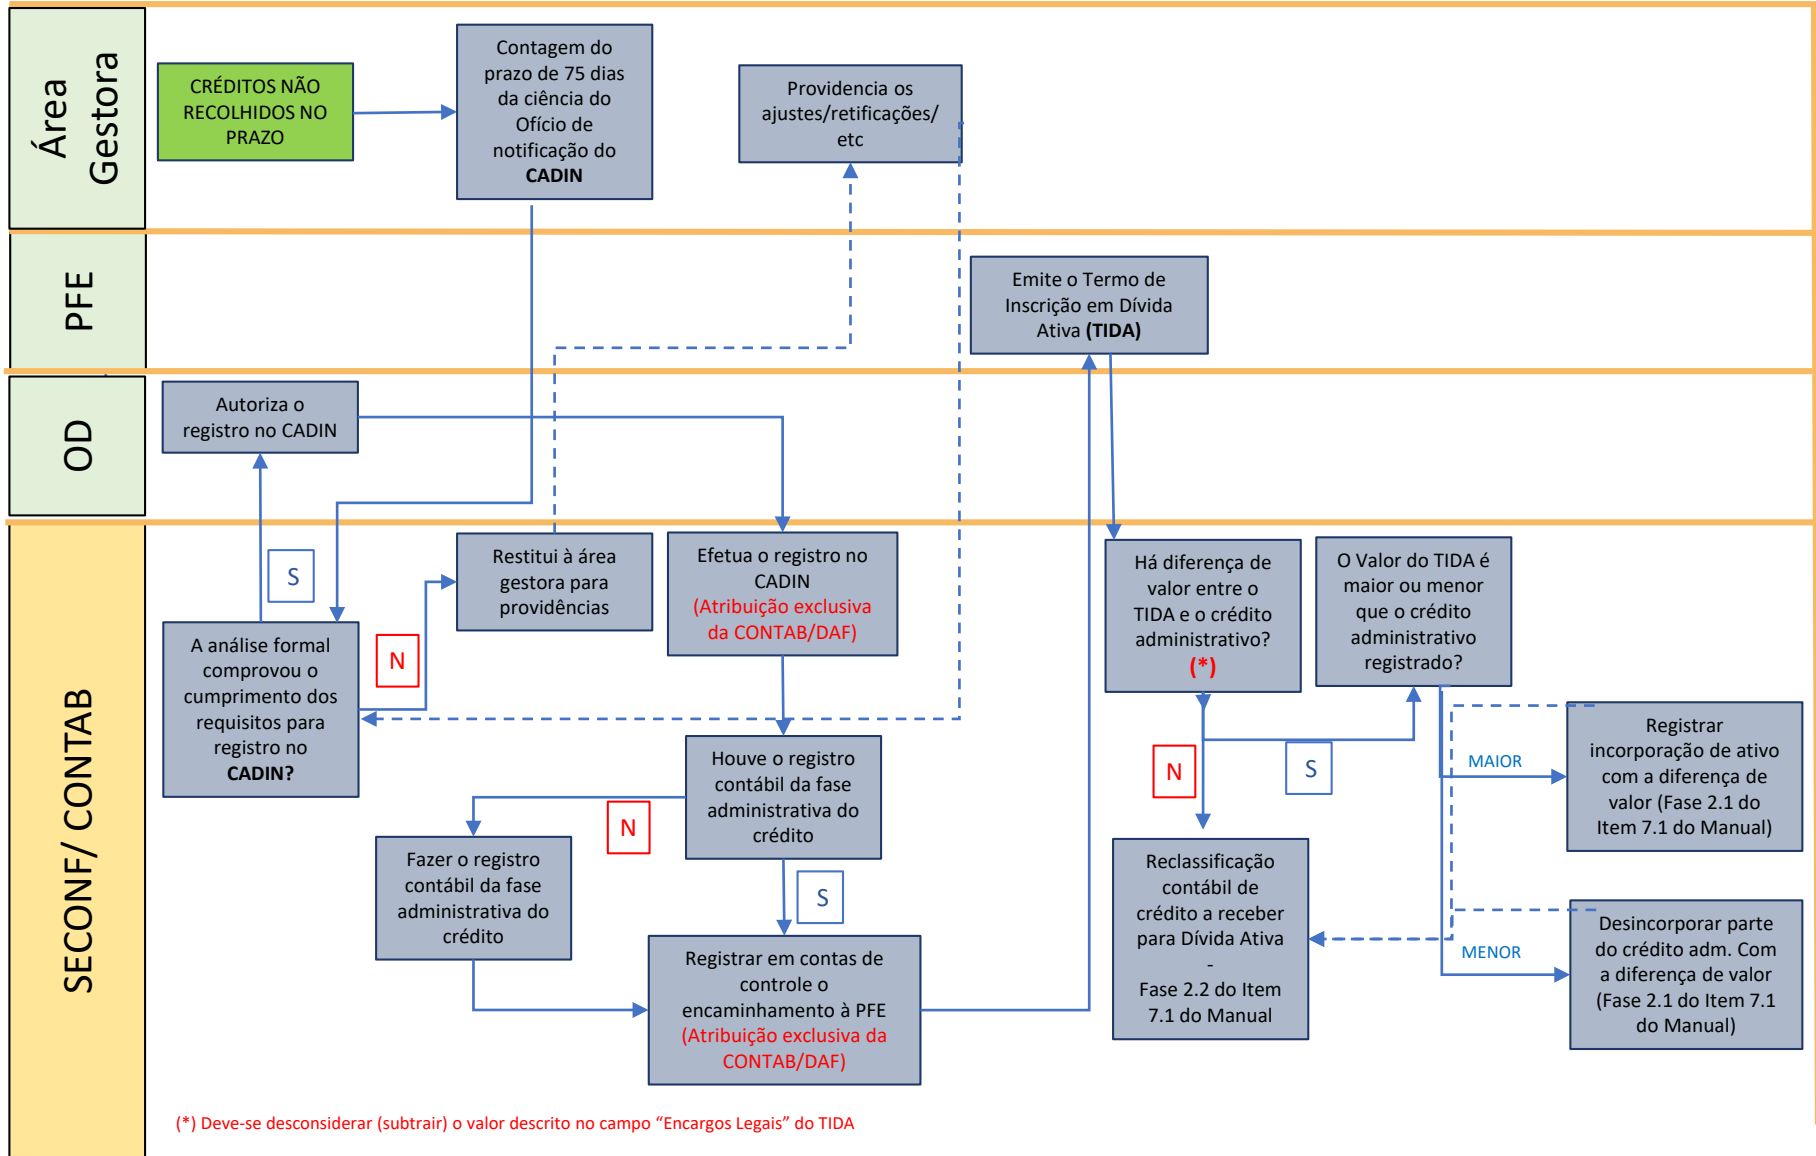 Área
Gestora
CRÉDITOS NÃO
RECOLHIDOS NO
PRAZO
Contagem do
prazo de 75 dias
da ciência do
Ofício de
notificação do
CADIN
Providencia os
ajustes/retificações/
etc
PFE
Emite o Termo de
Inscrição em Dívida
Ativa (TIDA)
OD
Autoriza o
registro no CADIN
SECONF/ CONTAB
S
A análise formal
comprovou o
cumprimento dos
requisitos para
registro no
CADIN?
N
Restitui à área
gestora para
providências
Efetua o registro no
CADIN
(Atribuição exclusiva
da CONTAB/DAF)
Houve o registro
contábil da fase
administrativa do
crédito
N
S
Fazer o registro
contábil da fase
administrativa do
crédito
Registrar em contas de
controle o
encaminhamento à PFE
(Atribuição exclusiva da
CONTAB/DAF)
Há diferença de
valor entre o
TIDA e o crédito
administrativo?
(*)
N
S
O Valor do TIDA é
maior ou menor
que o crédito
administrativo
registrado?
MAIOR
Registrar
incorporação de ativo
com a diferença de
valor (Fase 2.1 do
Item 7.1 do Manual)
Reclassificação
contábil de
crédito a receber
para Dívida Ativa
-
Fase 2.2 do Item
7.1 do Manual
MENOR
Desincorporar parte
do crédito adm. Com
a diferença de valor
(Fase 2.1 do Item 7.1
do Manual)
(*) Deve-se desconsiderar (subtrair) o valor descrito no campo “Encargos Legais” do TIDA